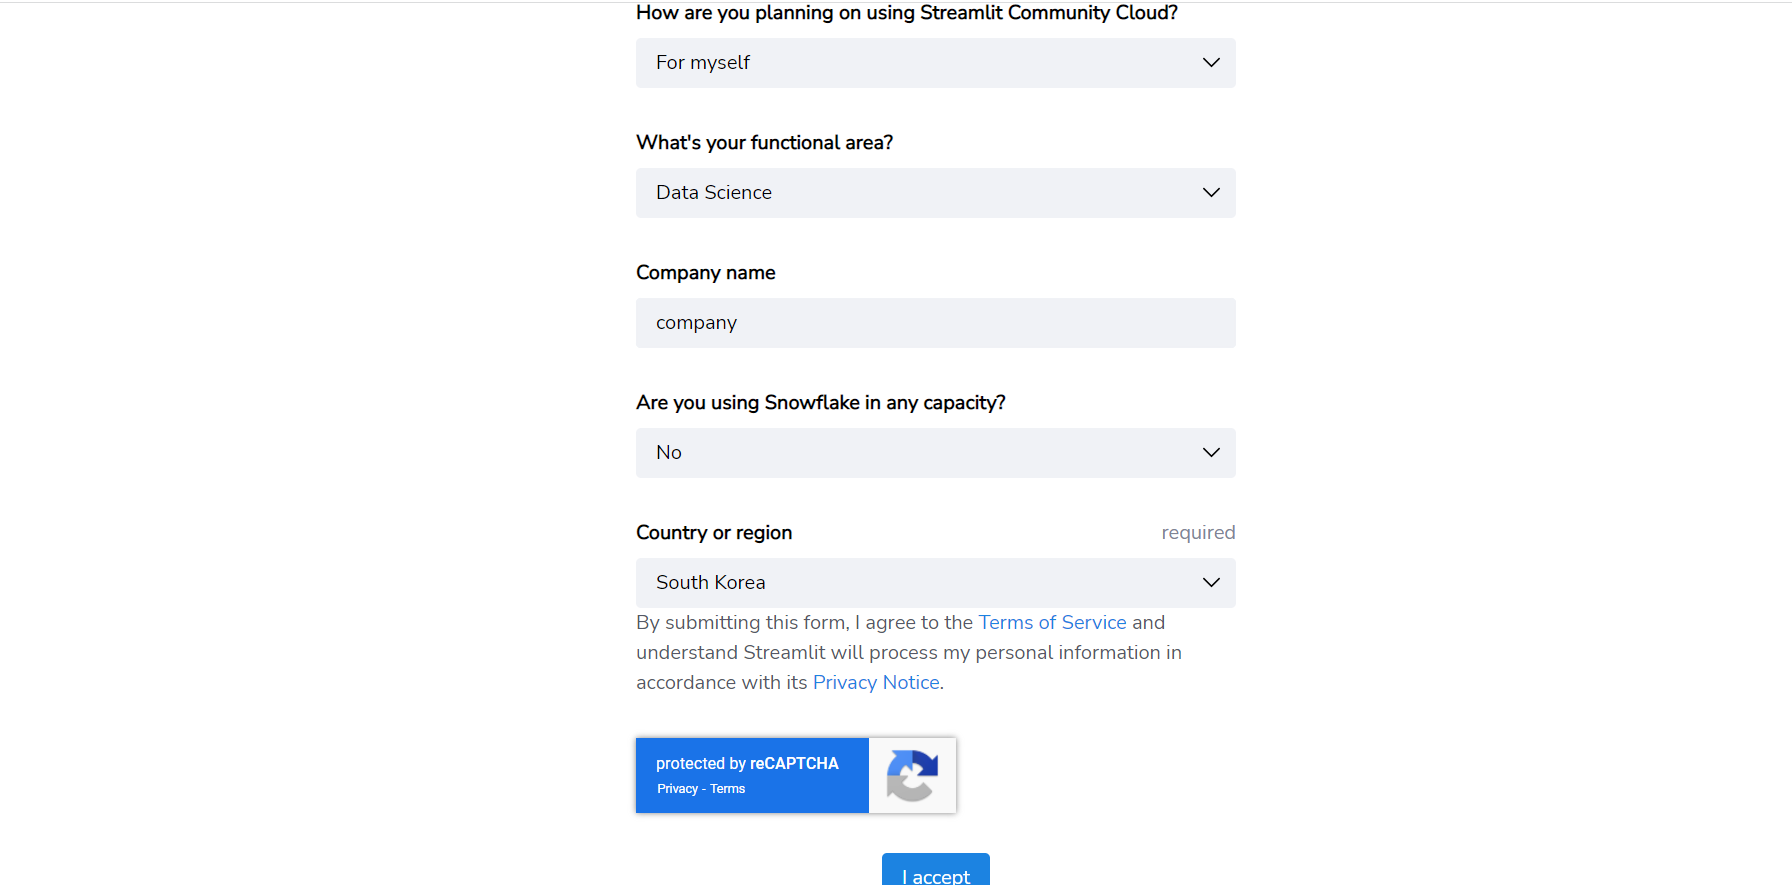 How are you planning on using Streamlit Community Cloud?
For myself
What's your functional area?
Data Science
Company name
company
Are you using Snowflake in any capacity?
No
Country or region required
South Korea
By submitting this form, I agree to the Terms of Service and
understand Streamlit will process my personal information in
accordance with its Privacy Notice.
protected by reCAPTCHA
Privacy - Terms
I accept